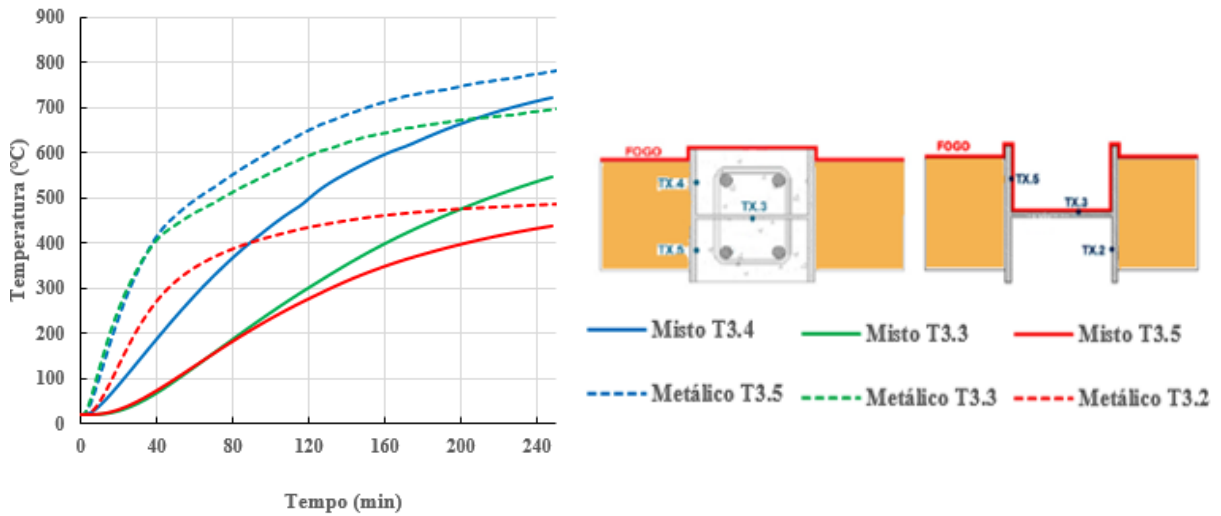 900
800
700
600
500
400
300
200
100
0
Temperatura (°C)
0 40 80 120 160 200 240
Tempo (min)
FOGO
TX.4
TX.3
TX.5
FOGO
TX.5
TX.3
TX.2
Misto T3.4 Misto T3.3 Misto T3.5
Metálico T3.5 Metálico T3.3 Metálico T3.2